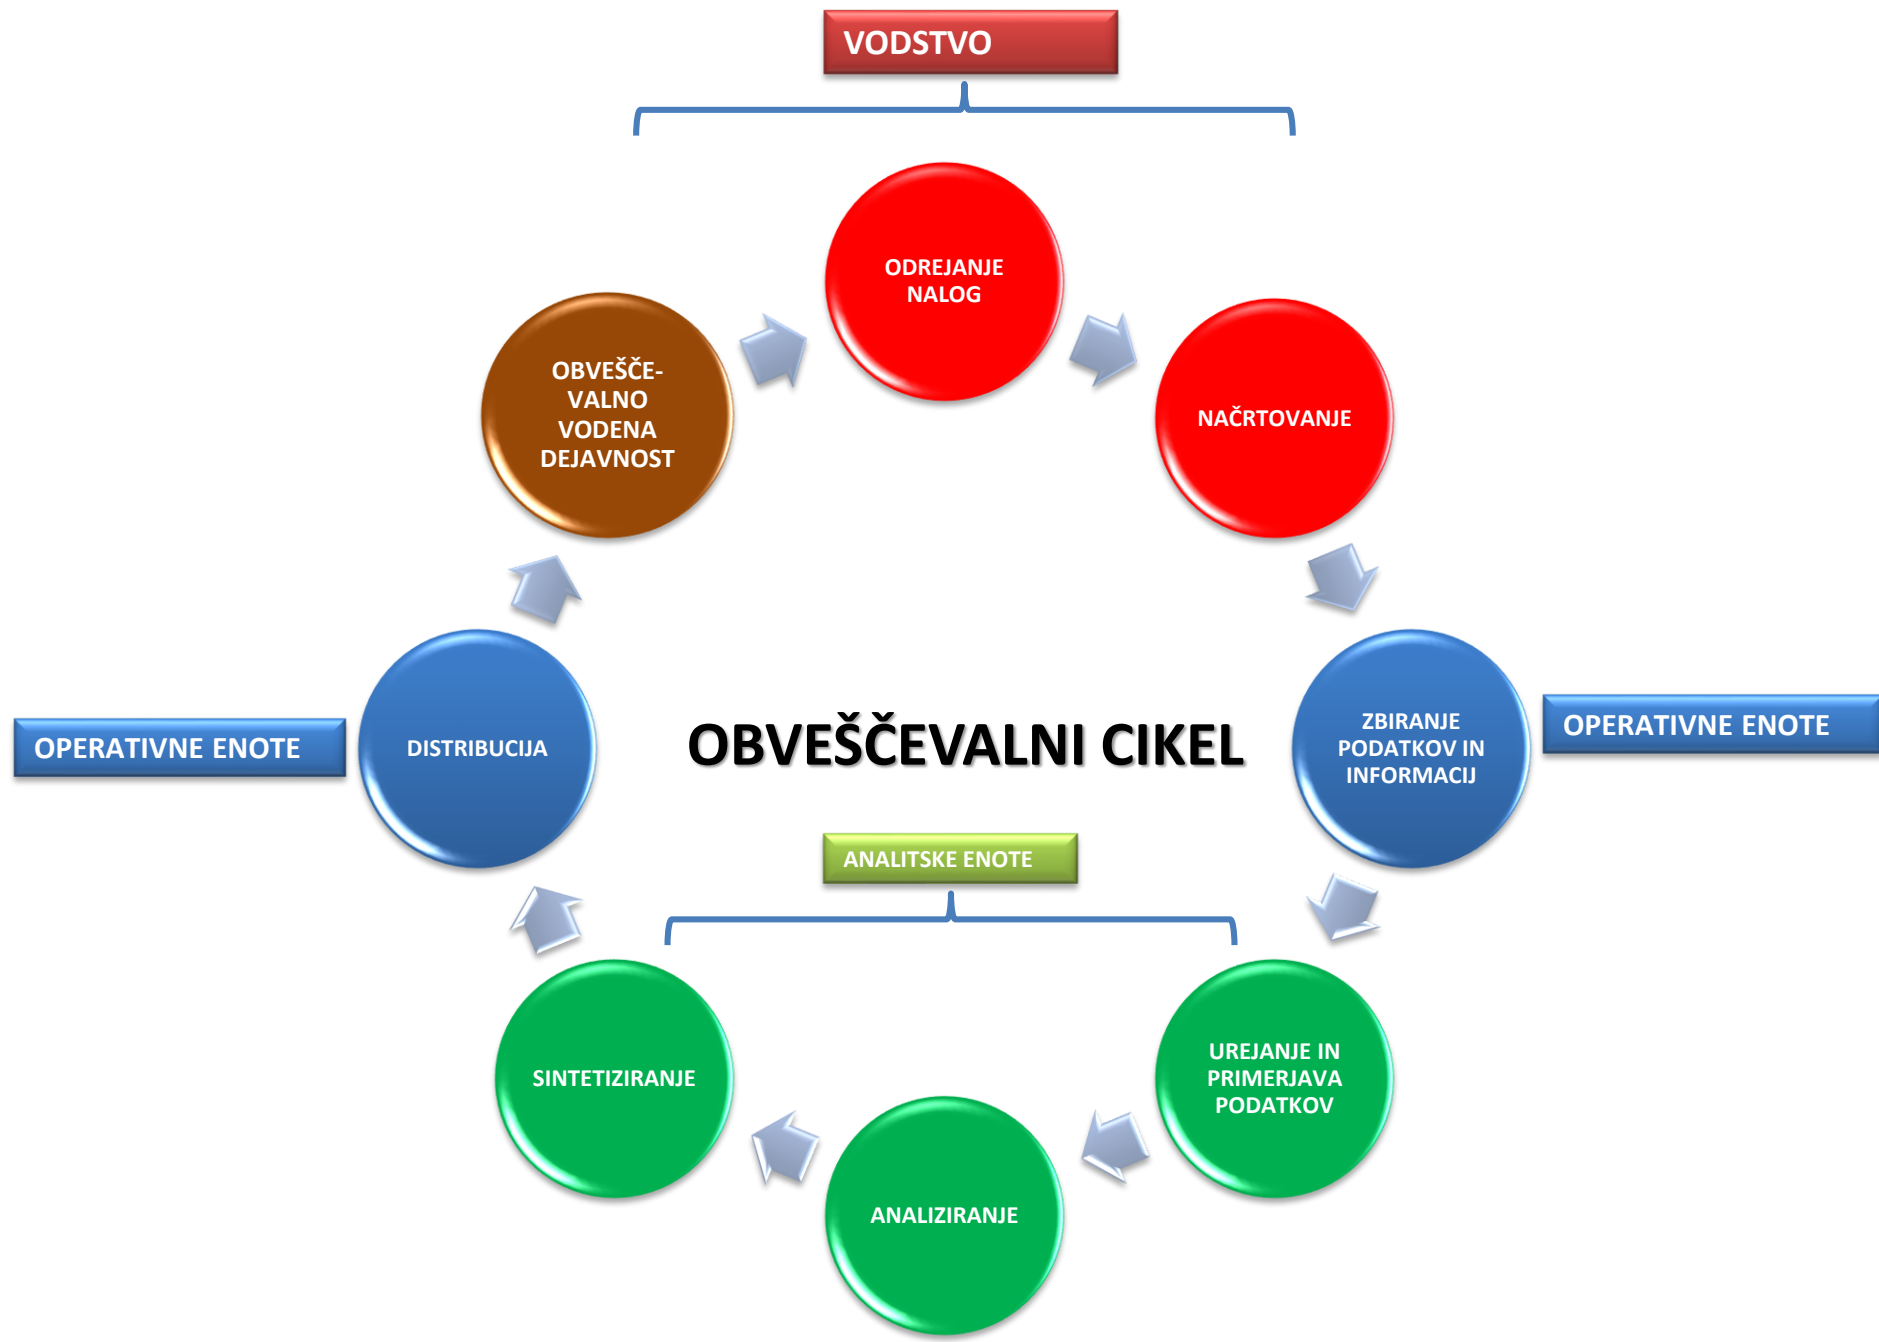 VODSTVO
ODREJANJE
NALOG
OBVEŠČE-
VALNO
VODENA
DEJAVNOST
NAČRTOVANJE
OPERATIVNE ENOTE
DISTRIBUCIJA
OBVEŠČEVALNI CIKEL
ZBIRANJE
PODATKOV IN
INFORMACIJ
OPERATIVNE ENOTE
ANALITSKE ENOTE
SINTETIZIRANJE
UREJANJE IN
PRIMERJAVA
PODATKOV
ANALIZIRANJE